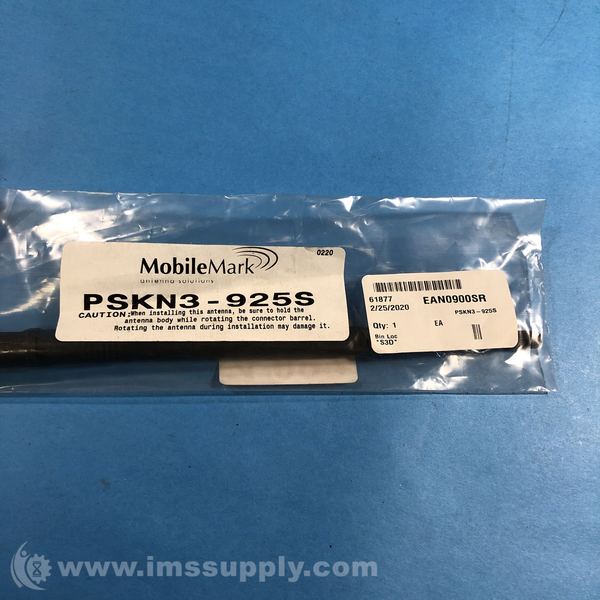 MobileMark
antenna solutions
0220
PSKN3-925S
CAUTION: When installing this antenna, be sure to hold the
antenna body while rotating the connector barrel.
Rotating the antenna during installation may damage it.
61877
2/25/2020
EAN0900SR
PSKN3-925S
Qty: 1
EA
Bin Loc
"S3D"
www.imssupply.com